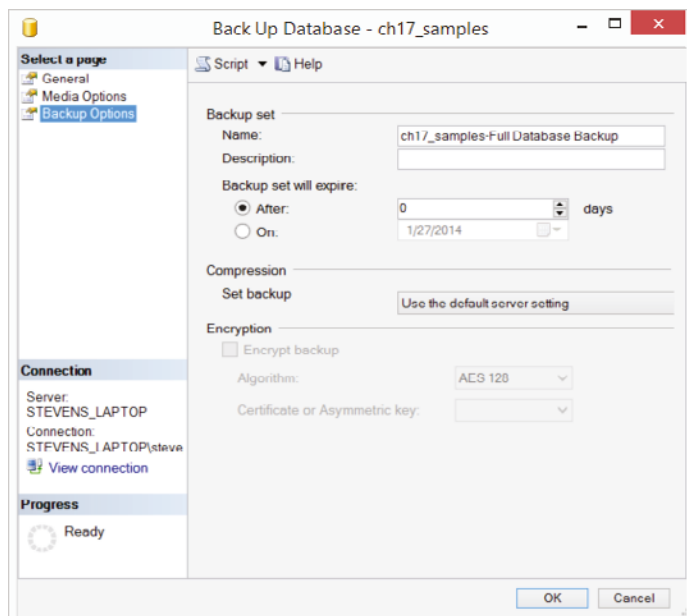 Back Up Database - ch17_samples
Select a page
General
Media Options
Backup Options
Script
Help
Backup set
Name:
ch17_samples-Full Database Backup
Description:
Backup set will expire:
After:
0
days
On:
1/27/2014
Compression
Set backup
Use the default server setting
Encryption
Encrypt backup
Algorithm:
AES 128
Certificate or Asymmetric key:
Connection
Server:
STEVENS_LAPTOP
Connection:
STEVENS_LAPTOP\steve
View connection
Progress
Ready
OK
Cancel